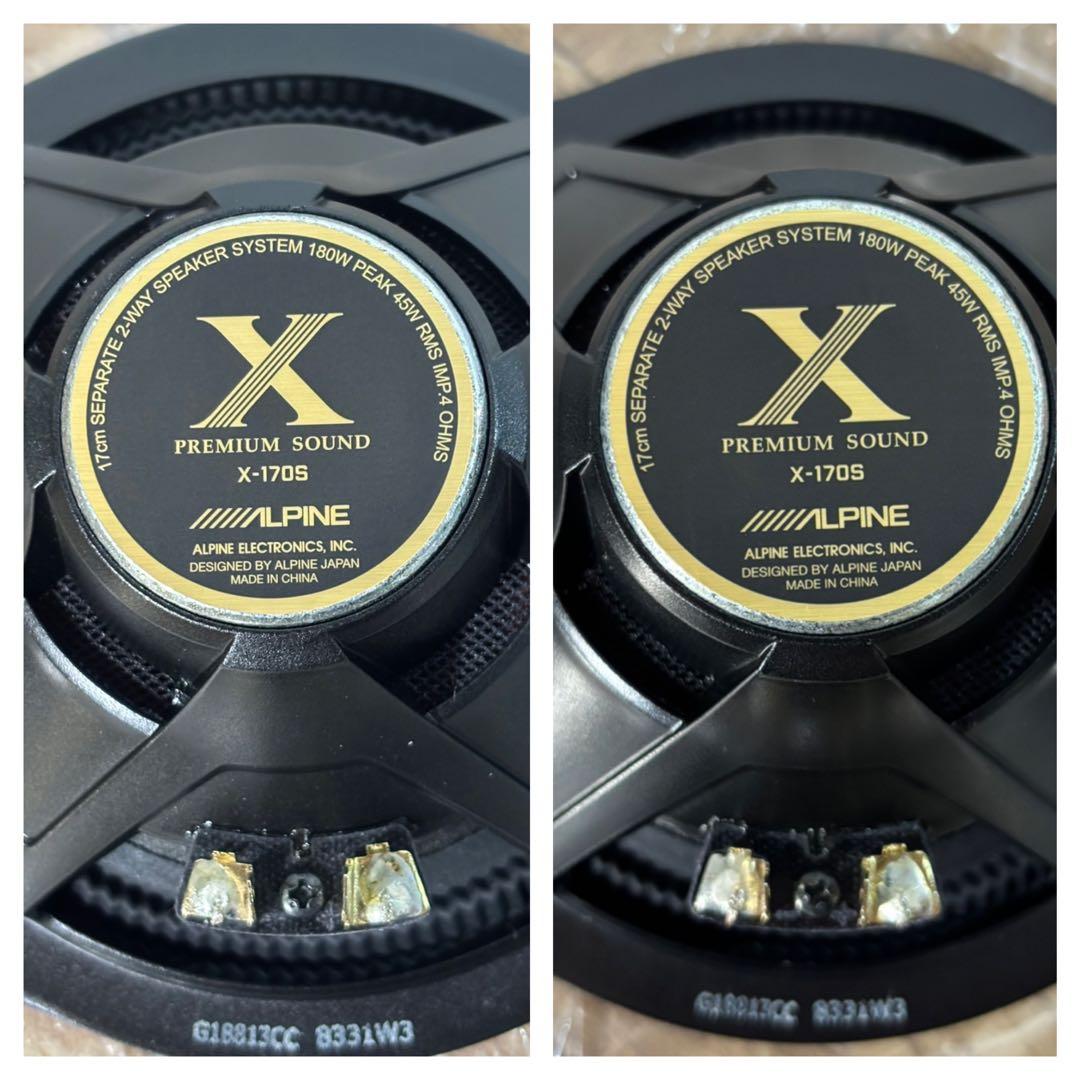 17cm SEPARATE 2-WAY SPEAKER SYSTEM 180W PEAK 45W RMS IMP.4 OHMS
X
PREMIUM SOUND
X-170S
ALPINE
ALPINE ELECTRONICS, INC.
DESIGNED BY ALPINE JAPAN
MADE IN CHINA
G18813CC 8331W3
17cm SEPARATE 2-WAY SPEAKER SYSTEM 180W PEAK 45W RMS IMP.4 OHMS
X
PREMIUM SOUND
X-170S
ALPINE
ALPINE ELECTRONICS, INC.
DESIGNED BY ALPINE JAPAN
MADE IN CHINA
G18813CC 8331W3